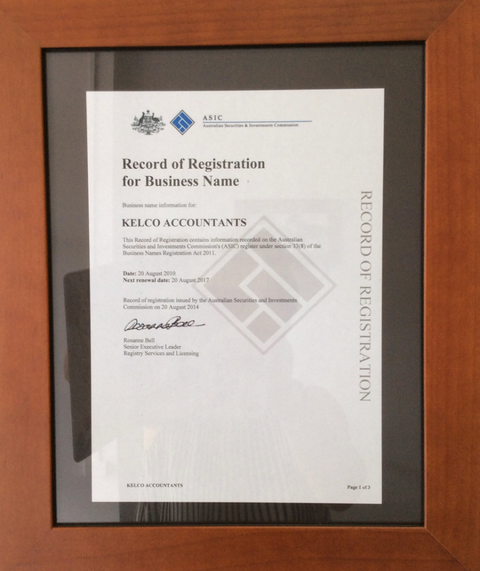 ASIC
Australian Securities & Investments Commission
Record of Registration
for Business Name
Business name information for:
KELCO ACCOUNTANTS
This Record of Registration contains information recorded on the Australian
Securities and Investments Commission's (ASIC) register under section 33(8) of the
Business Names Registration Act 2011.
Date: 20 August 2010
Next renewal date: 20 August 2017
Record of registration issued by the Australian Securities and Investments
Commission on 20 August 2014
Rosanne Bell
Senior Executive Leader
Registry Services and Licensing
RECORD OF REGISTRATION
KELCO ACCOUNTANTS
Page 1 of 3